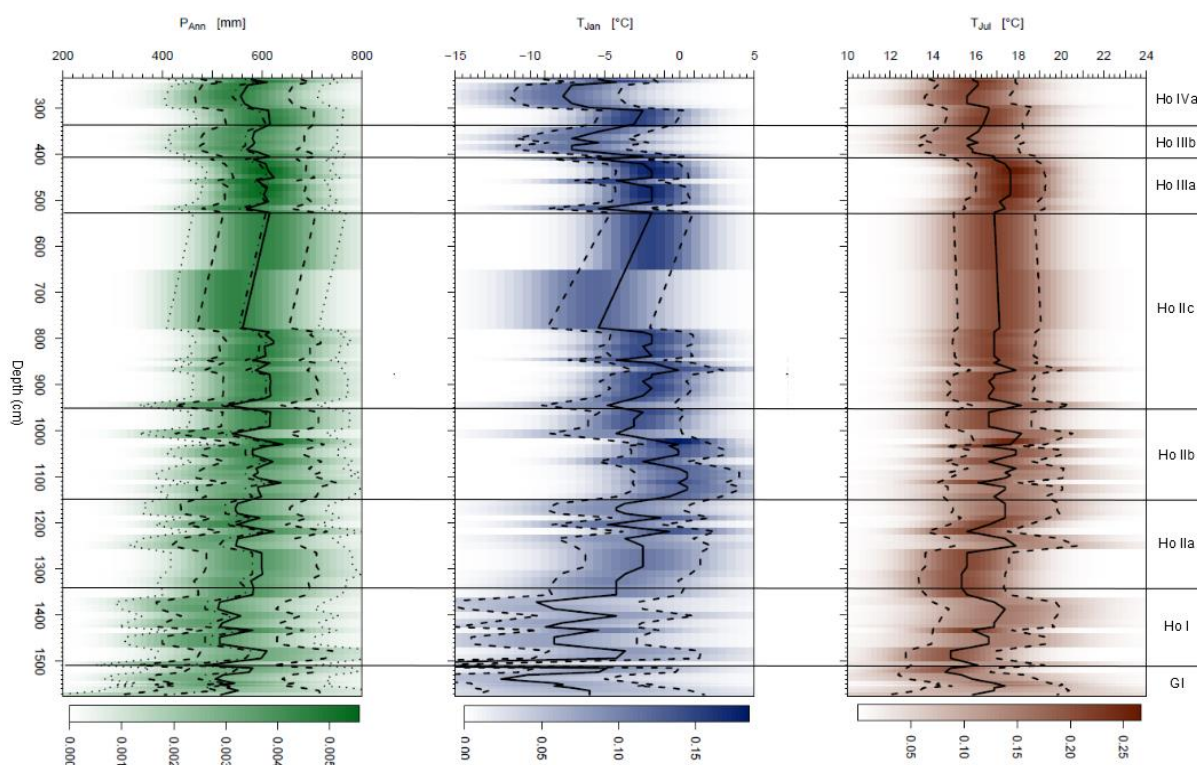 P_Ann [mm]
T_Jan [°C]
T_Jul [°C]
200 400 600 800
-15 -10 -5 0 5
10 12 14 16 18 20 22 24
Depth (cm)
300
400
500
600
700
800
900
1000
1100
1200
1300
1400
1500
Ho IVa
Ho IIIb
Ho IIIa
Ho IIc
Ho IIb
Ho IIa
Ho I
GI
0.000 0.001 0.002 0.003 0.004 0.005
0.00 0.05 0.10 0.15
0.05 0.10 0.15 0.20 0.25